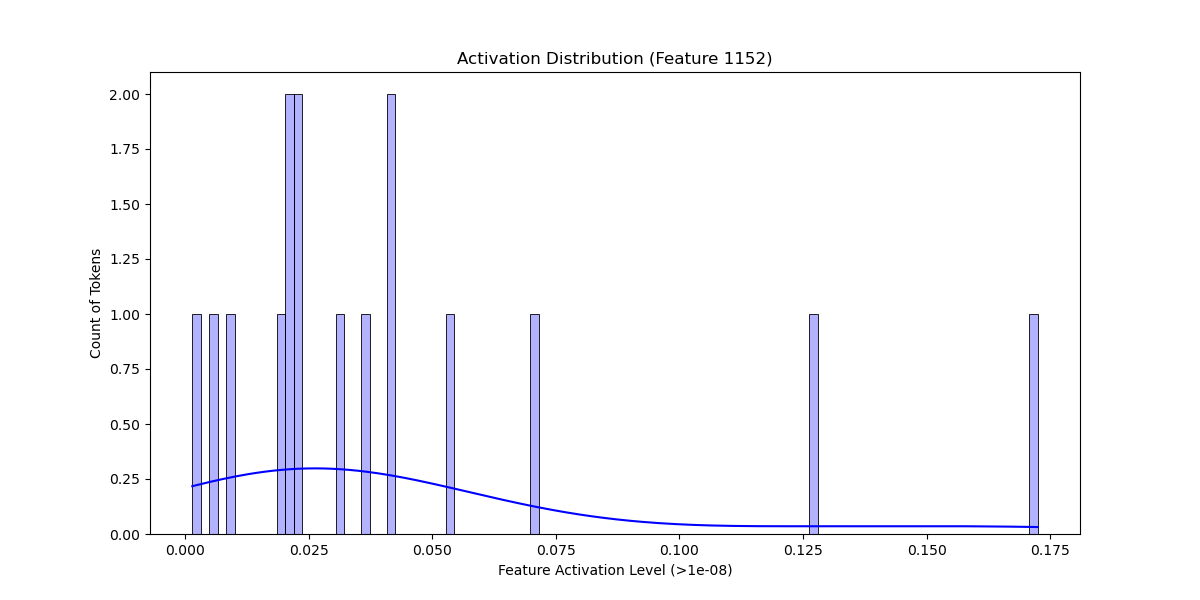 Activation Distribution (Feature 1152)
2.00
1.75
1.50
1.25
1.00
0.75
0.50
0.25
0.00
Count of Tokens
0.000 0.025 0.050 0.075 0.100 0.125 0.150 0.175
Feature Activation Level (>1e-08)